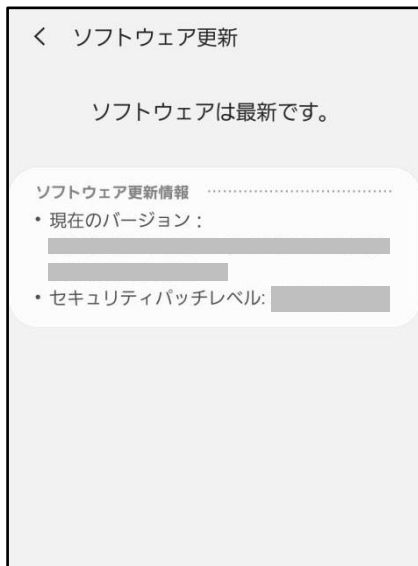 ソフトウェア更新
ソフトウェアは最新です。
ソフトウェア更新情報
• 現在のバージョン :
• セキュリティパッチレベル: